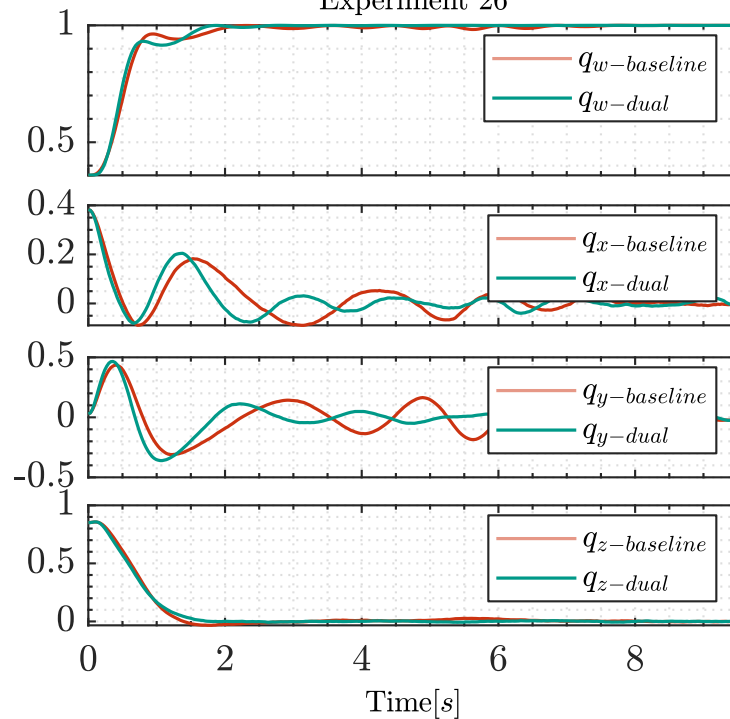 Experiment 26
1
0.5
q_{w-baseline}
q_{w-dual}
0.4
0.2
0
q_{x-baseline}
q_{x-dual}
0.5
0
-0.5
q_{y-baseline}
q_{y-dual}
1
0.5
0
q_{z-baseline}
q_{z-dual}
0 2 4 6 8
Time[s]